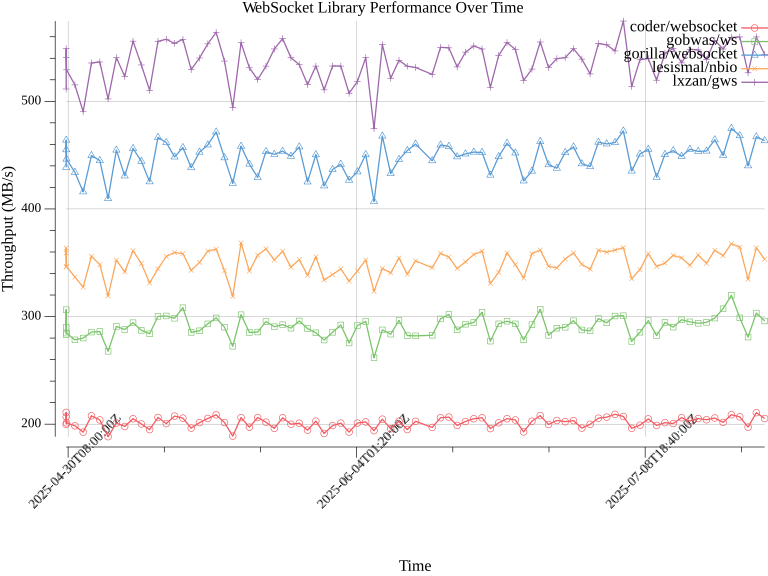 WebSocket Library Performance Over Time
coder/websocket
gobwas/ws
gorilla/websocket
lesismal/nbio
lxzan/gws
Throughput (MB/s)
500
400
300
200
2025-04-30T08:00:00Z
2025-06-04T01:20:00Z
2025-07-08T18:40:00Z
Time